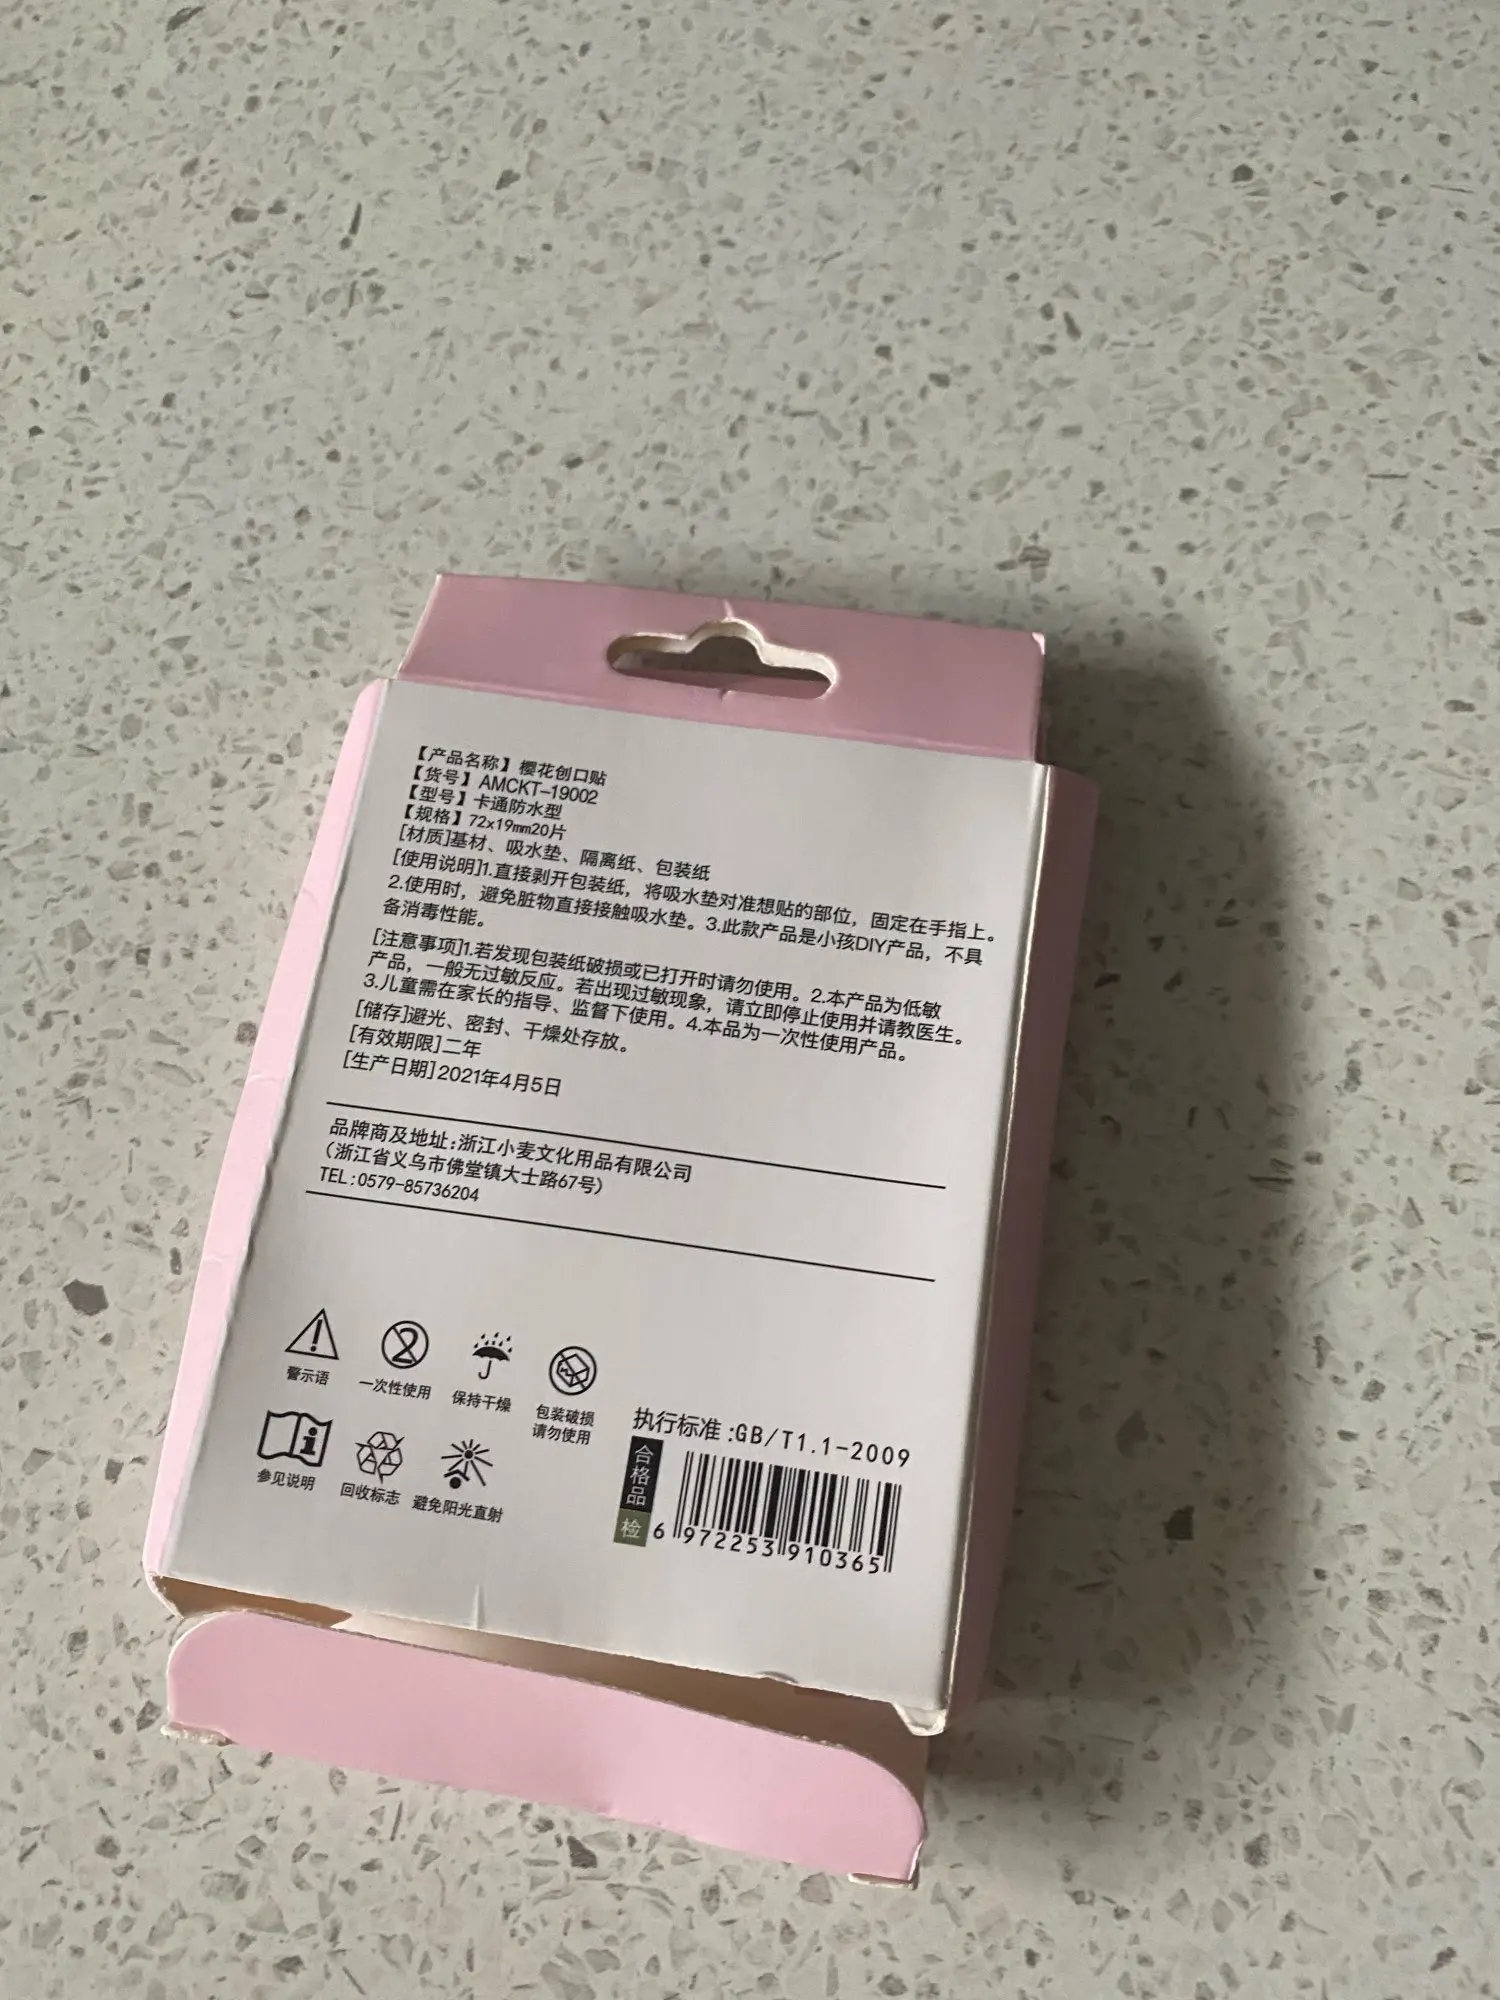 【产品名称】樱花创口贴
【货号】AMCKT-19002
【型号】卡通防水型
【规格】72x19mm20片
[材质]基材、吸水垫、隔离纸、包装纸
[使用说明]1.直接剥开包装纸，将吸水垫对准想贴的部位，固定在手指上。
2.使用时，避免脏物直接接触吸水垫。3.此款产品是小孩DIY产品，不具
备消毒性能。
[注意事项]1.若发现包装纸破损或已打开时请勿使用。2.本产品为低敏
产品，一般无过敏反应。若出现过敏现象，请立即停止使用并请教医生。
3.儿童需在家长的指导、监督下使用。4.本品为一次性使用产品。
[储存]避光、密封、干燥处存放。
[有效期限]二年
[生产日期]2021年4月5日
品牌商及地址:浙江小麦文化用品有限公司
(浙江省义乌市佛堂镇大士路67号)
TEL:0579-85736204
警示语
一次性使用
保持干燥
包装破损
请勿使用
参见说明
回收标志
避免阳光直射
执行标准:GB/T1.1-2009
合格品
检
6 972253 910365